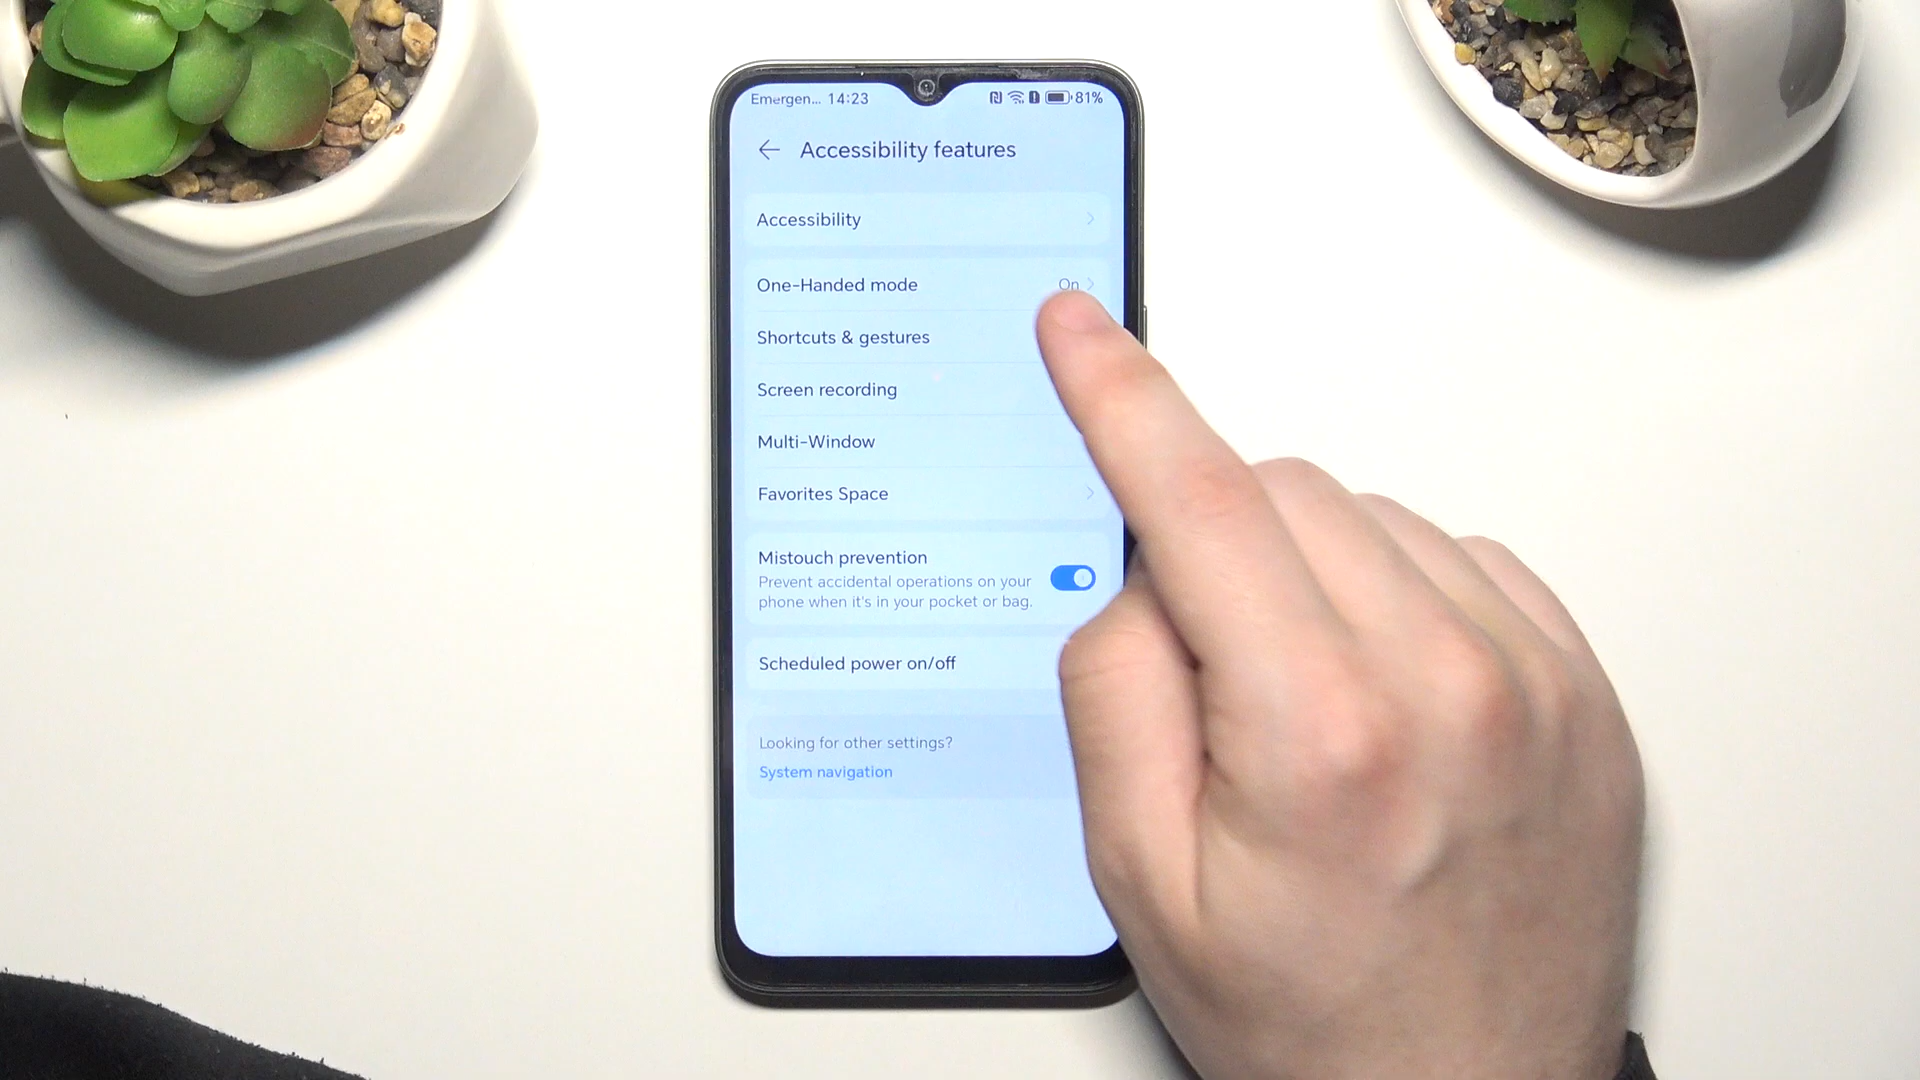 Emergen... 14:23 81%
Accessibility features
Accessibility
One-Handed mode On
Shortcuts & gestures
Screen recording
Multi-Window
Favorites Space
Mistouch prevention
Prevent accidental operations on your
phone when it's in your pocket or bag.
Scheduled power on/off
Looking for other settings?
System navigation